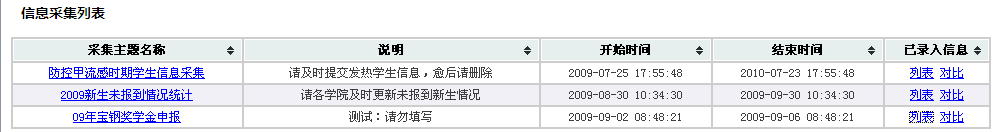 信息采集列表
采集主题名称 说明 开始时间 结束时间 已录入信息
防控甲流感时期学生信息采集 请及时提交发热学生信息，愈后请删除 2009-07-25 17:55:48 2010-07-23 17:55:48 列表 对比
2009新生未报到情况统计 请各学院及时更新未报到新生情况 2009-08-30 10:34:30 2009-09-30 10:34:30 列表 对比
09年宝钢奖学金申报 测试：请勿填写 2009-09-02 08:48:21 2009-09-06 08:48:21 列表 对比